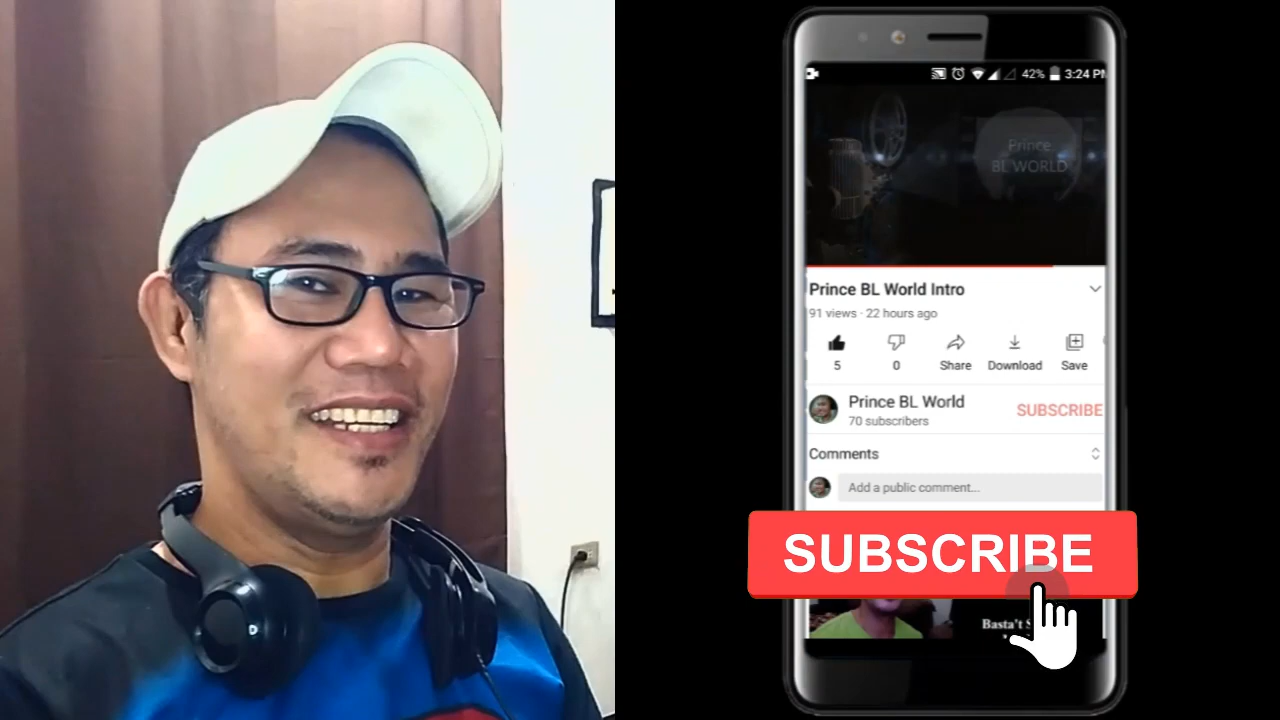 42% 3:24 PM
Prince
BL WORLD
Prince BL World Intro
91 views · 22 hours ago
5 0 Share Download Save
Prince BL World
70 subscribers
SUBSCRIBE
Comments
Add a public comment...
SUBSCRIBE
Basta't